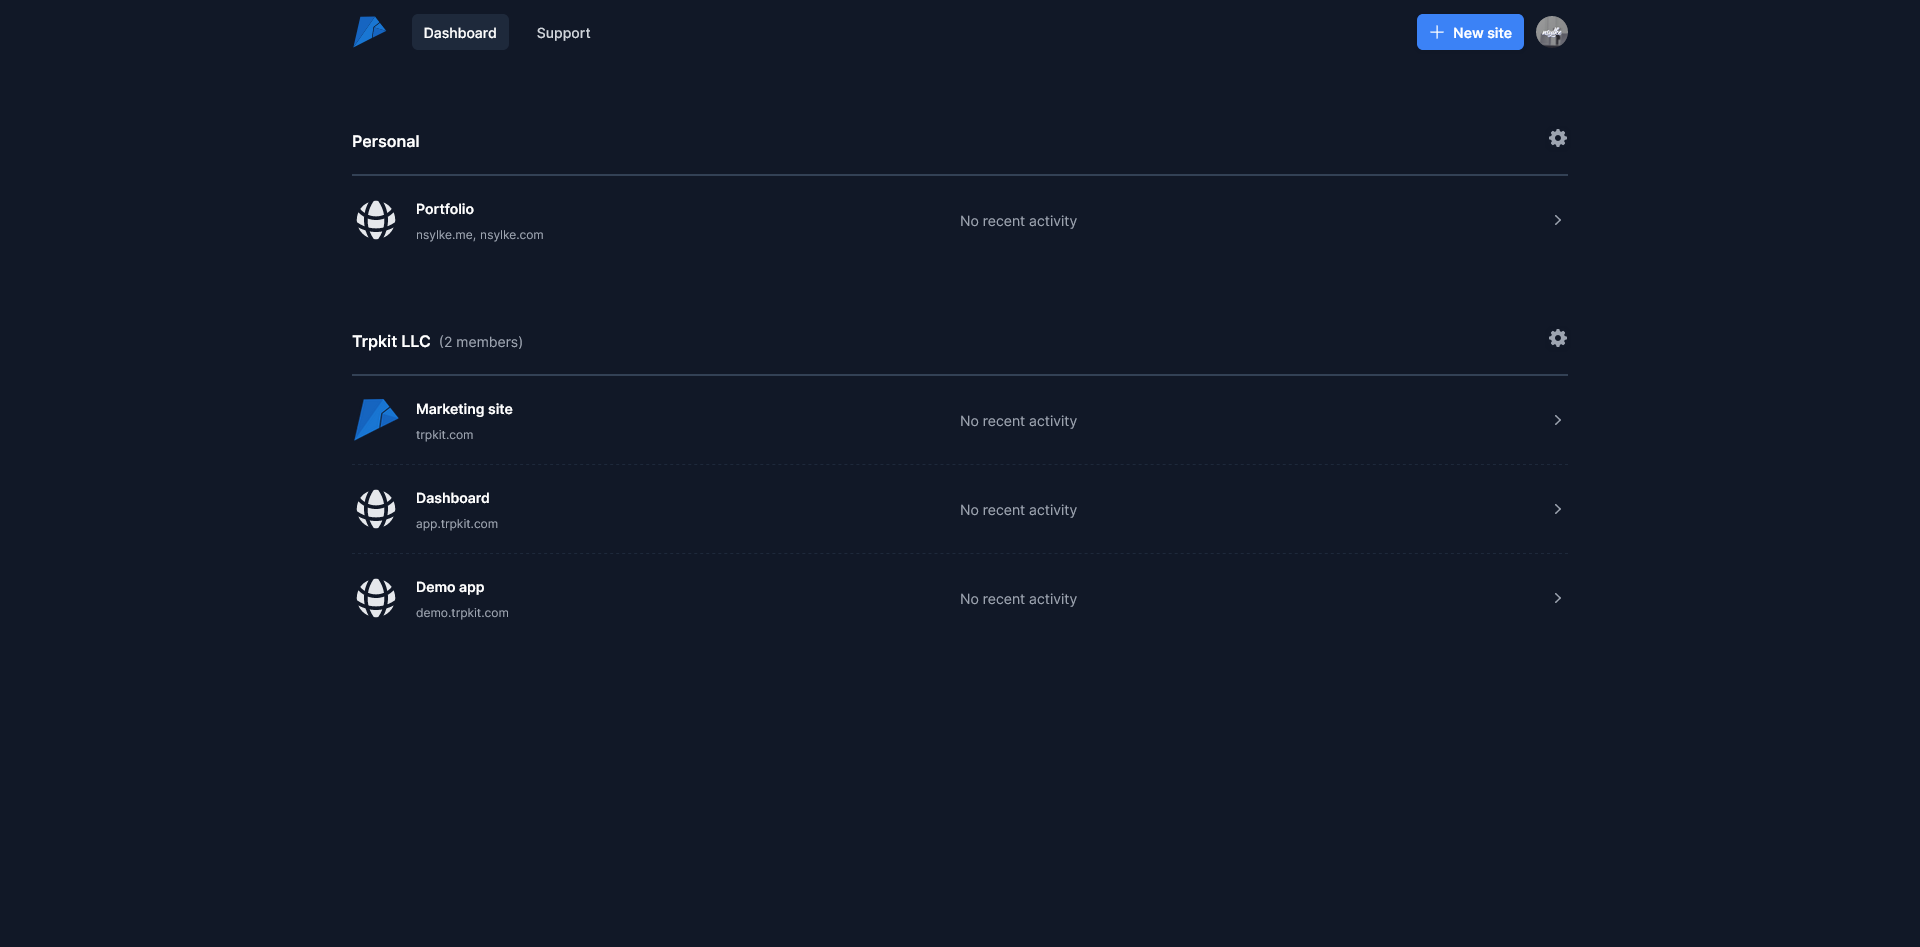 Dashboard
Support
New site
Personal
Portfolio
nsylke.me, nsylke.com
No recent activity
Trpkit LLC (2 members)
Marketing site
trpkit.com
No recent activity
Dashboard
app.trpkit.com
No recent activity
Demo app
demo.trpkit.com
No recent activity